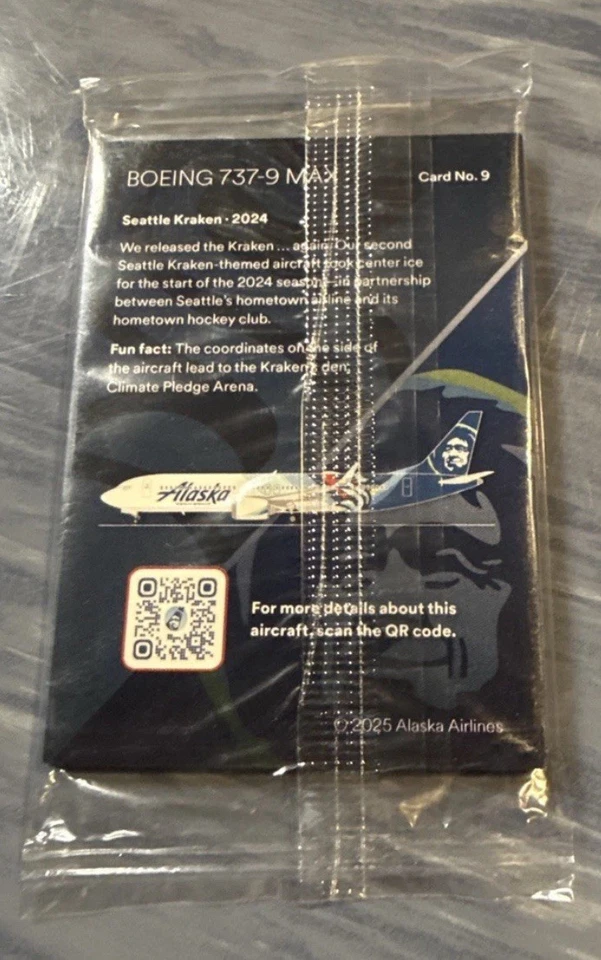 BOEING 737-9 MAX
Card No. 9
Seattle Kraken · 2024
We released the Kraken ... again. Our second
Seattle Kraken-themed aircraft took center ice
for the start of the 2024 season—in partnership
between Seattle's hometown airline and its
hometown hockey club.
Fun fact: The coordinates on the side of
the aircraft lead to the Kraken's den,
Climate Pledge Arena.
Alaska
For more details about this
aircraft, scan the QR code.
© 2025 Alaska Airlines